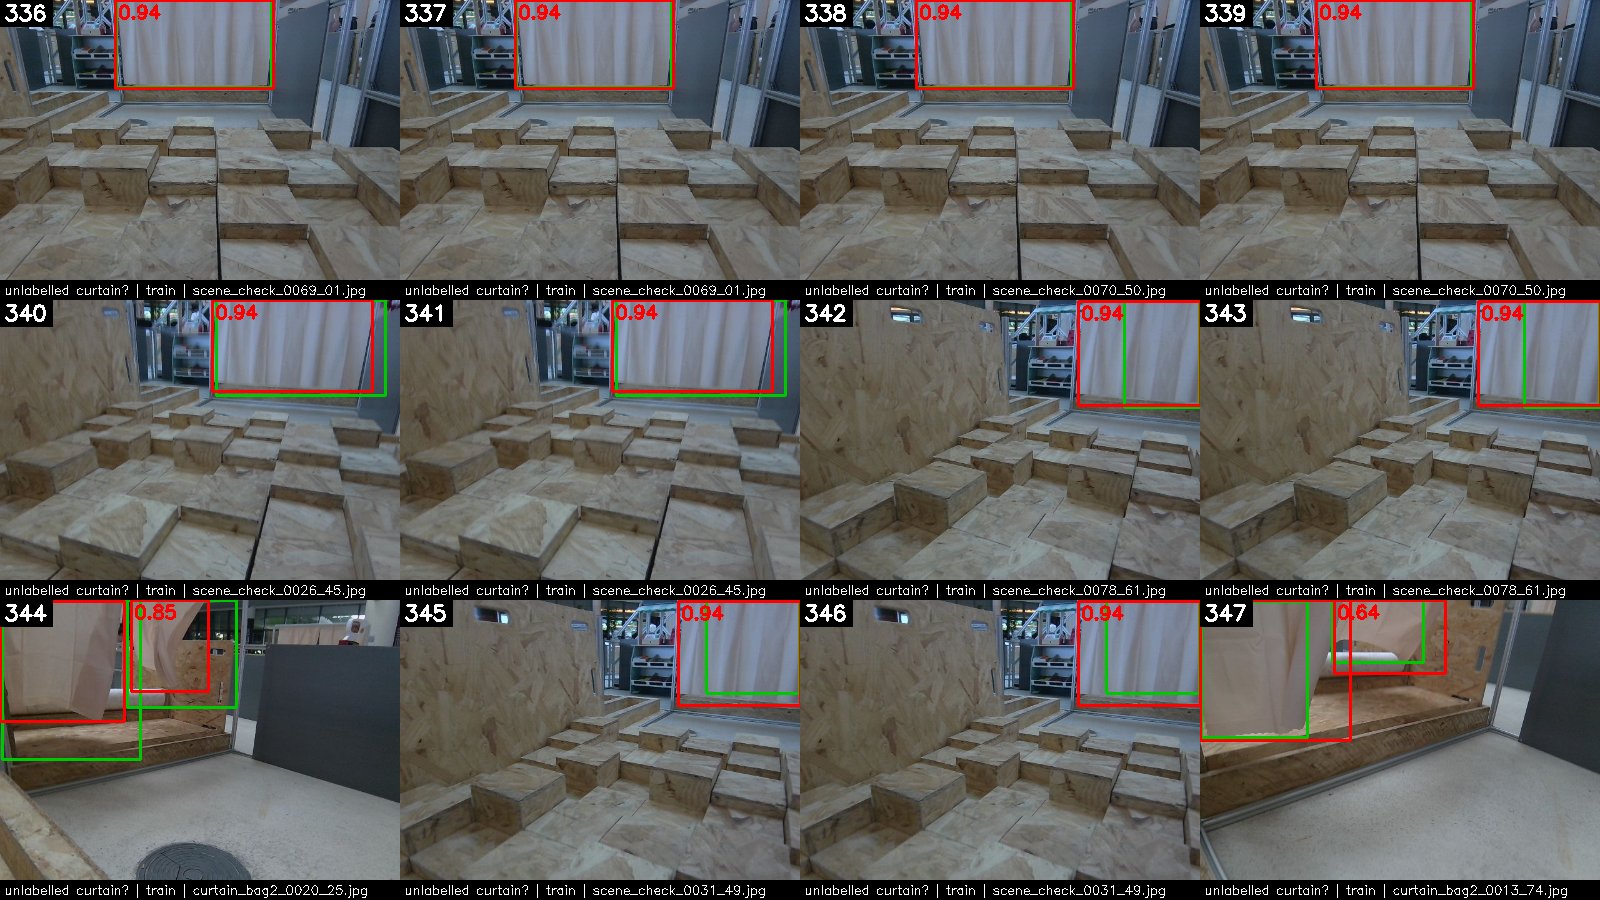 336 0.94 337 0.94 338 0.94 339 0.94
unlabelled curtain? | train | scene_check_0069_01.jpg unlabelled curtain? | train | scene_check_0069_01.jpg unlabelled curtain? | train | scene_check_0070_50.jpg unlabelled curtain? | train | scene_check_0070_50.jpg
340 0.94 341 0.94 342 0.94 343 0.94
unlabelled curtain? | train | scene_check_0026_45.jpg unlabelled curtain? | train | scene_check_0026_45.jpg unlabelled curtain? | train | scene_check_0078_61.jpg unlabelled curtain? | train | scene_check_0078_61.jpg
344 0.85 345 0.94 346 0.94 347 0.64
unlabelled curtain? | train | curtain_bag2_0020_25.jpg unlabelled curtain? | train | scene_check_0031_49.jpg unlabelled curtain? | train | scene_check_0031_49.jpg unlabelled curtain? | train | curtain_bag2_0013_74.jpg